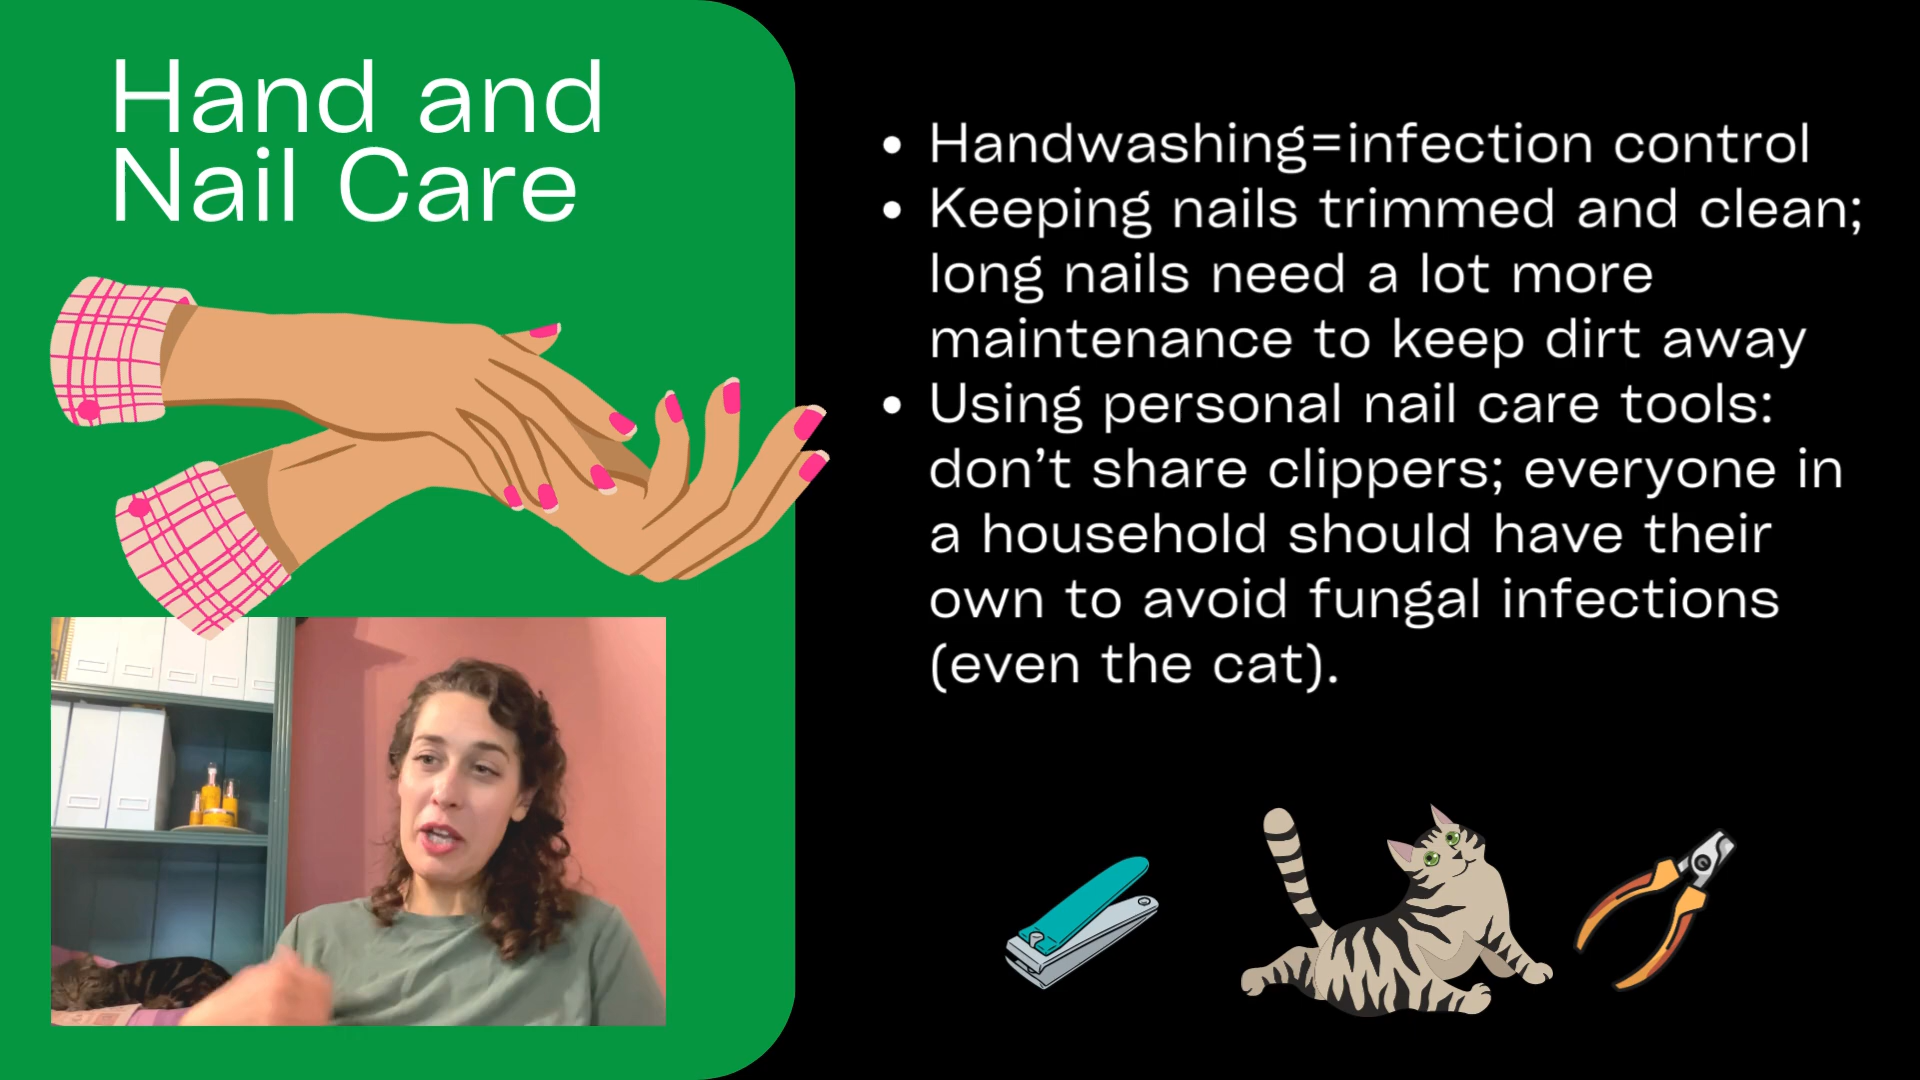 Hand and
Nail Care
Handwashing=infection control
Keeping nails trimmed and clean;
long nails need a lot more
maintenance to keep dirt away
Using personal nail care tools:
don’t share clippers; everyone in
a household should have their
own to avoid fungal infections
(even the cat).